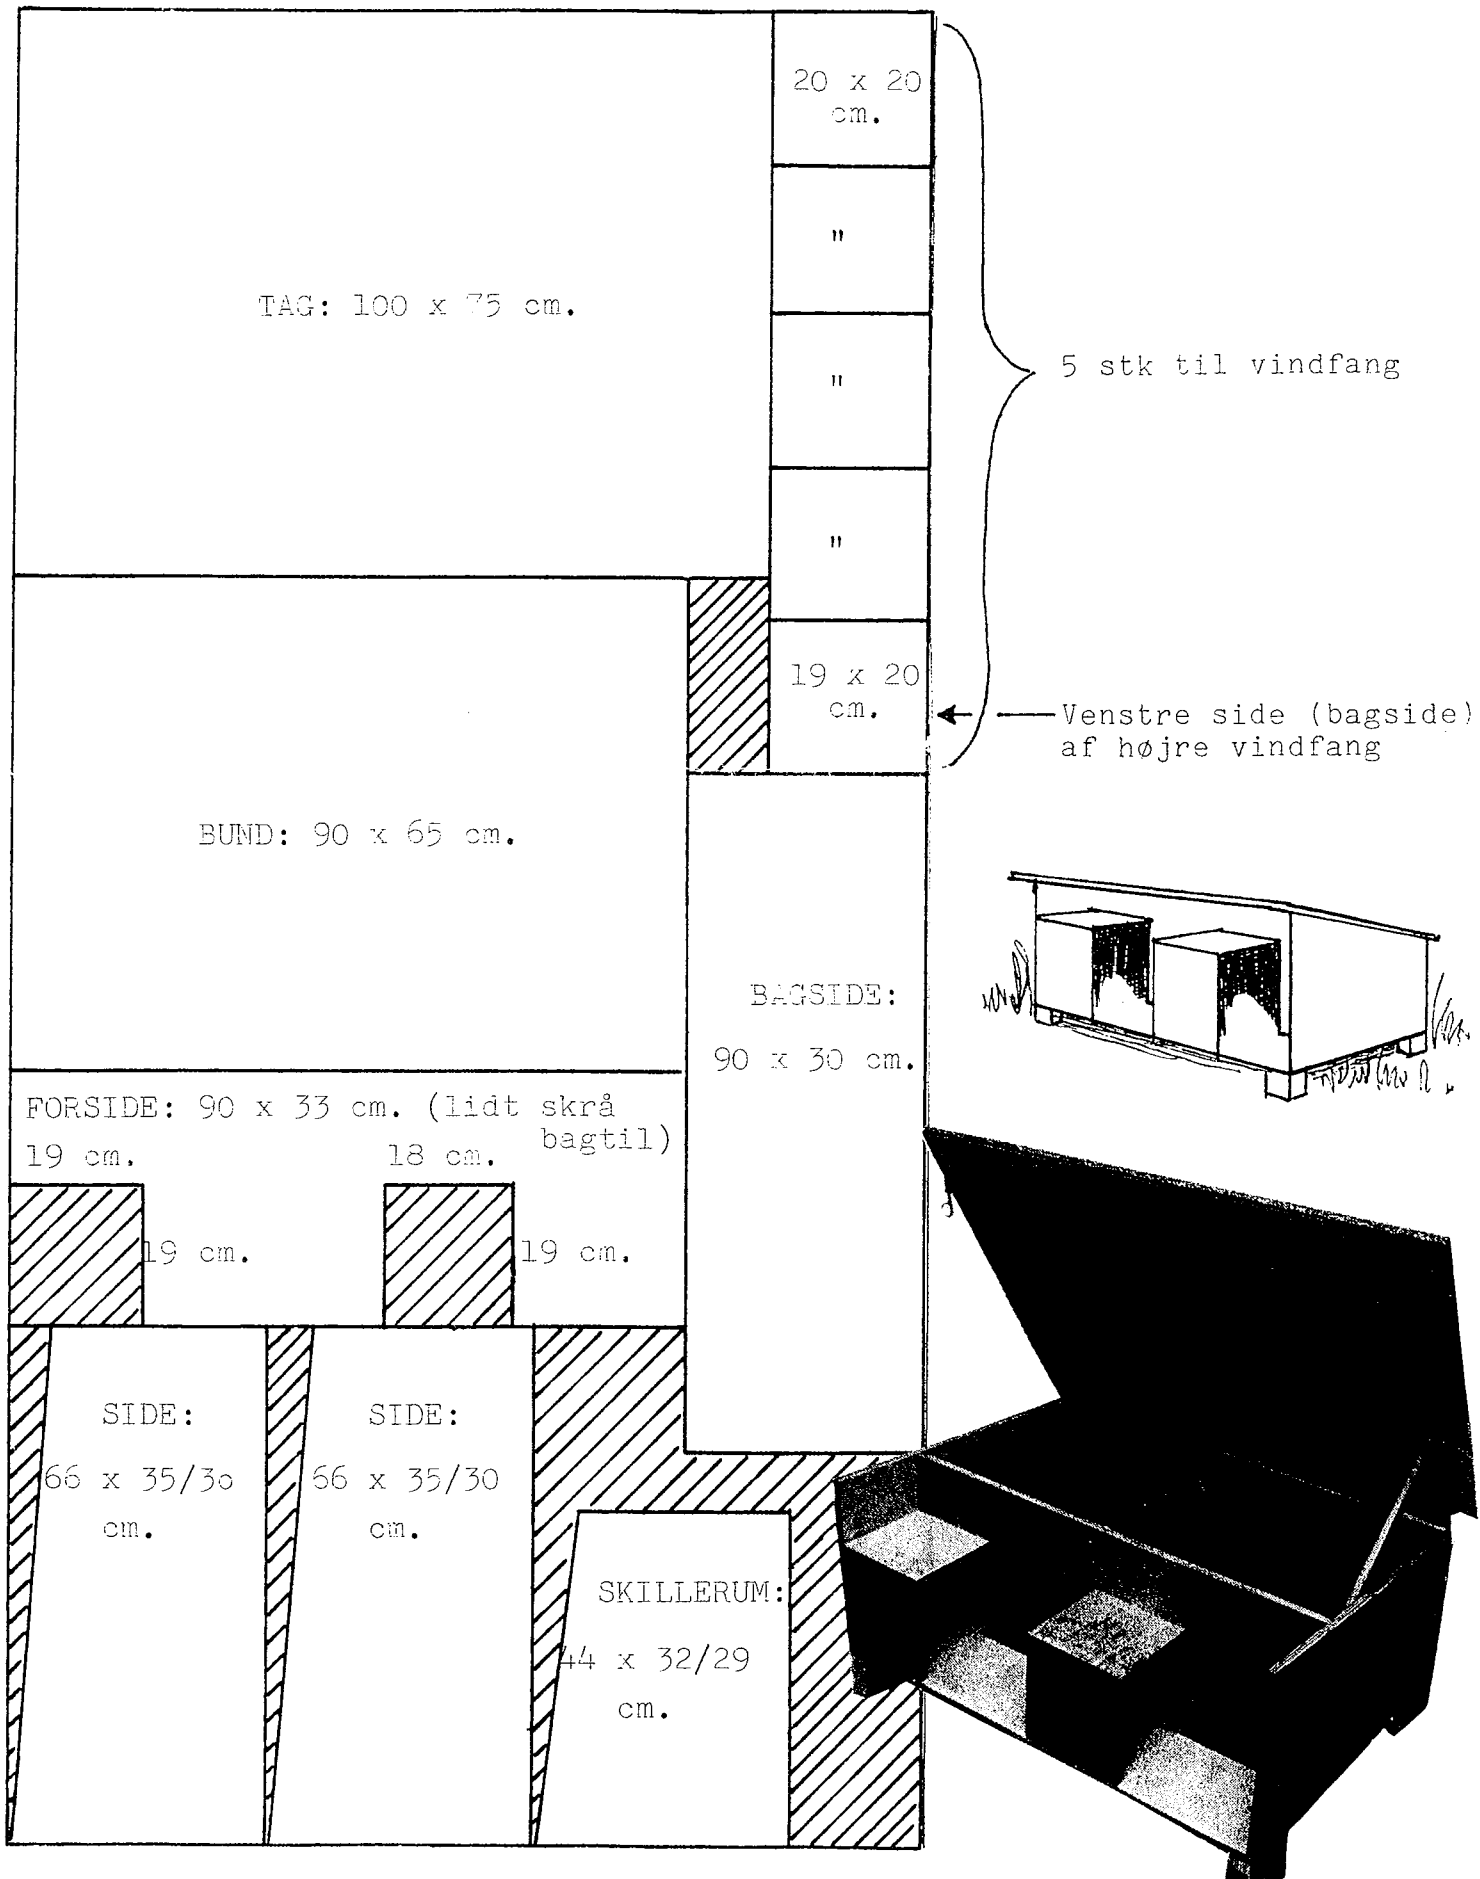 20 x 20
cm.
"
TAG: 100 x 75 cm.
"
5 stk til vindfang
"
19 x 20
cm.
Venstre side (bagside)
af højre vindfang
BUND: 90 x 65 cm.
BAGSIDE:
90 x 30 cm.
FORSIDE: 90 x 33 cm. (lidt skrå
bagtil)
19 cm.
18 cm.
19 cm.
19 cm.
SIDE:
66 x 35/30
cm.
SIDE:
66 x 35/30
cm.
SKILLERUM:
44 x 32/29
cm.